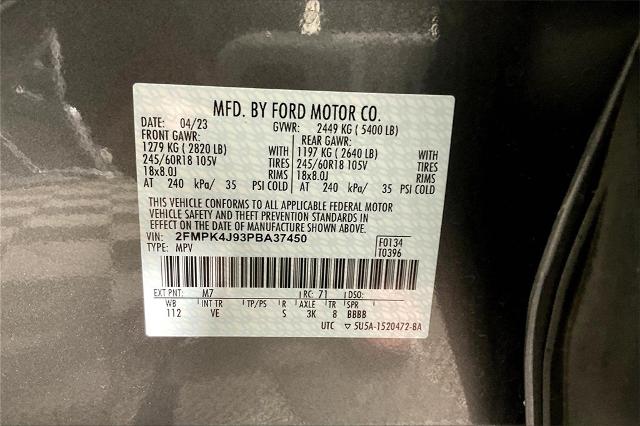 MFD. BY FORD MOTOR CO.
DATE: 04/23 GVWR: 2449 KG ( 5400 LB)
FRONT GAWR: REAR GAWR:
1279 KG ( 2820 LB) WITH 1197 KG ( 2640 LB) WITH
245/60R18 105V TIRES 245/60R18 105V TIRES
18x8.0J RIMS 18x8.0J RIMS
AT 240 kPa/ 35 PSI COLD AT 240 kPa/ 35 PSI COLD
THIS VEHICLE CONFORMS TO ALL APPLICABLE FEDERAL MOTOR
VEHICLE SAFETY AND THEFT PREVENTION STANDARDS IN
EFFECT ON THE DATE OF MANUFACTURE SHOWN ABOVE.
VIN: 2FMPK4J93PBA37450 F0134
TYPE: MPV T0396
EXT PNT: M7 RC: 71 DSO:
WB INT TR TP/PS R AXLE TR SPR
112 VE S 3K 8 BBBB
UTC ▽ 5U5A-1520472-BA